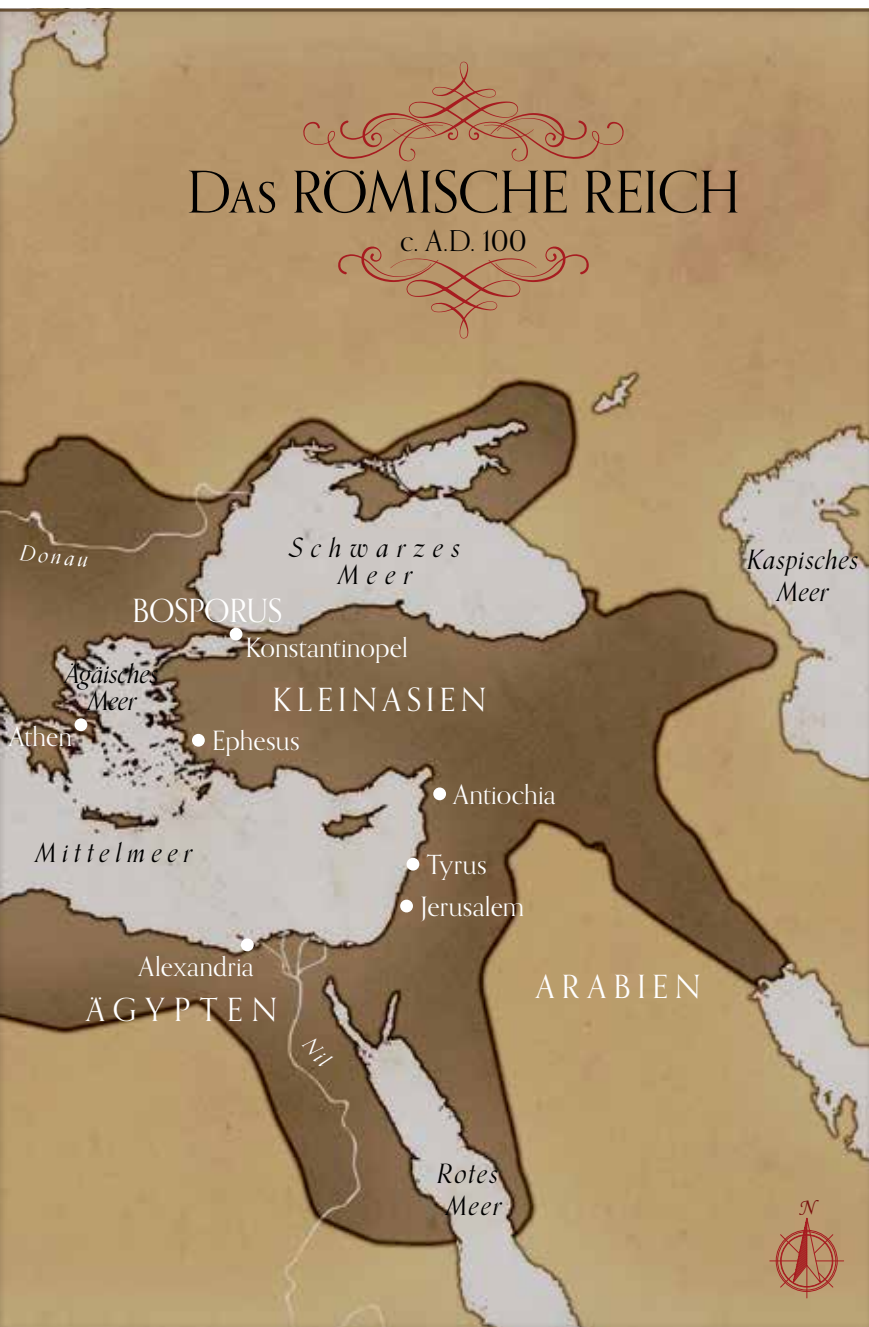 DAS RÖMISCHE REICH
c. A.D. 100
Donau
Schwarzes
Meer
Kaspisches
Meer
BOSPORUS
Konstantinopel
Ägäisches
Meer
KLEINASIEN
Athen
Ephesus
Antiochia
Mittelmeer
Tyrus
Jerusalem
Alexandria
ARABIEN
ÄGYPTEN
Nil
Rotes
Meer
N